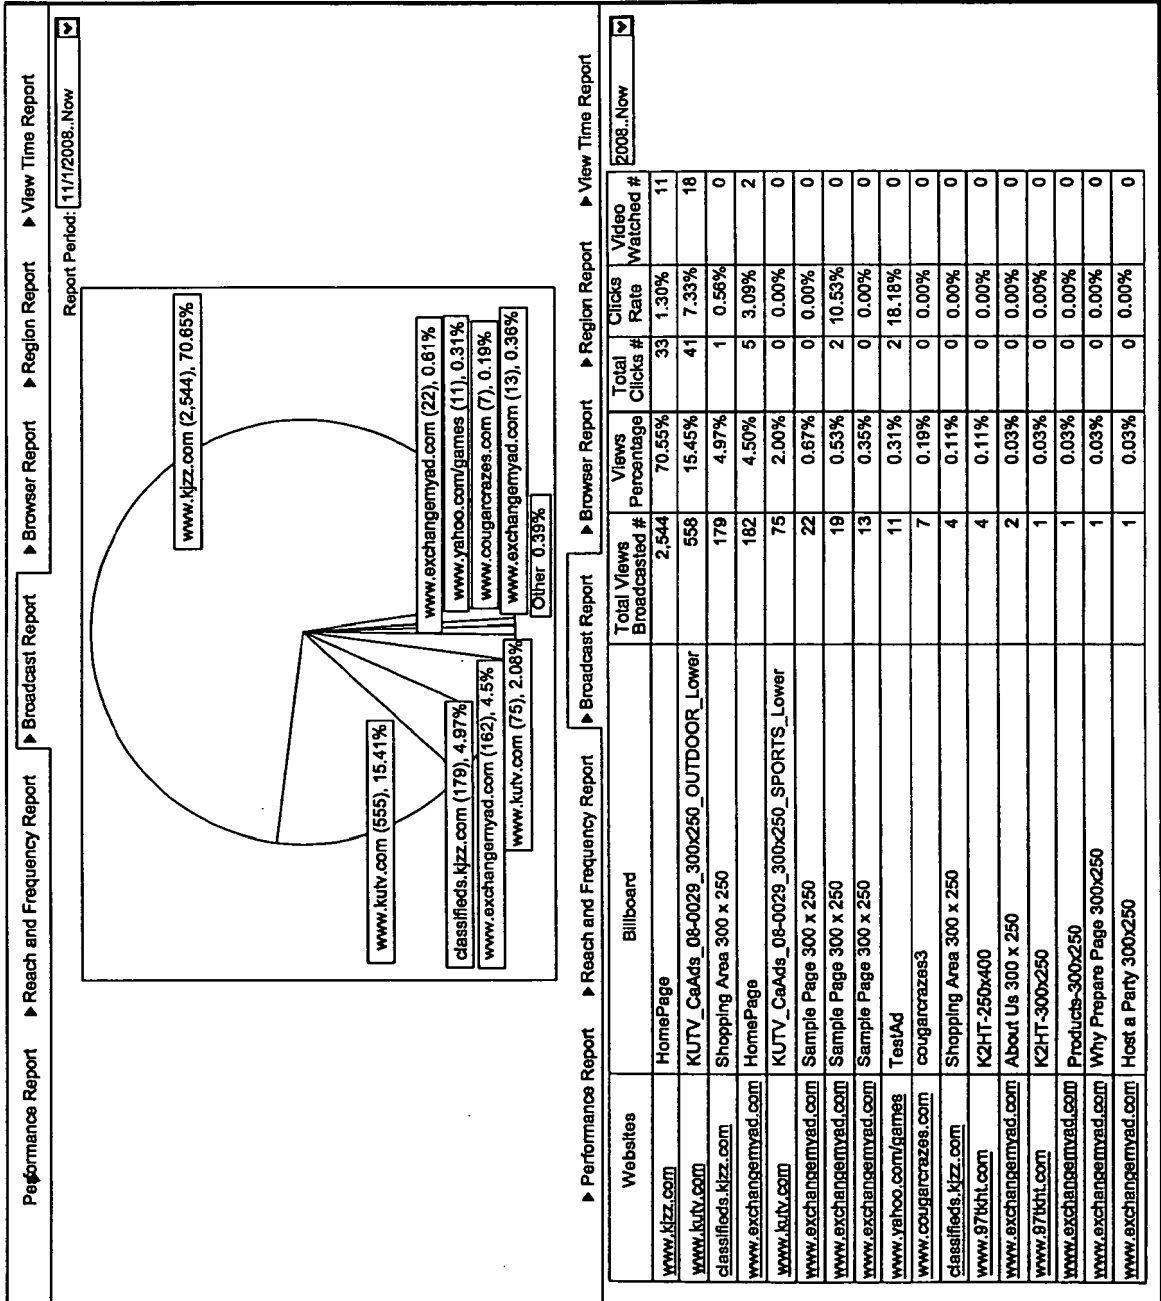 Performance Report ▶ Reach and Frequency Report ▶ Broadcast Report ▶ Browser Report ▶ Region Report ▶ View Time Report
Report Period: 11/1/2008..Now
www.kjzz.com (2,544), 70.65%
www.kutv.com (555), 15.41%
classifieds.kjzz.com (179), 4.97%
www.exchangemyad.com (162), 4.5%
www.kutv.com (75), 2.08%
www.exchangemyad.com (22), 0.61%
www.yahoo.com/games (11), 0.31%
www.cougarcrazes.com (7), 0.19%
www.exchangemyad.com (13), 0.36%
Other 0.39%
▶ Performance Report ▶ Reach and Frequency Report ▶ Broadcast Report ▶ Browser Report ▶ Region Report ▶ View Time Report
2008..Now
Websites Billboard Total Views Broadcasted # Views Percentage Total Clicks # Clicks Rate Video Watched #
www.kjzz.com HomePage 2,544 70.55% 33 1.30% 11
www.kutv.com KUTV_CaAds_08-0029_300x250_OUTDOOR_Lower 558 15.45% 41 7.33% 18
classifieds.kjzz.com Shopping Area 300 x 250 179 4.97% 1 0.56% 0
www.exchangemyad.com HomePage 182 4.50% 5 3.09% 2
www.kutv.com KUTV_CaAds_08-0029_300x250_SPORTS_Lower 75 2.00% 0 0.00% 0
www.exchangemyad.com Sample Page 300 x 250 22 0.67% 0 0.00% 0
www.exchangemyad.com Sample Page 300 x 250 19 0.53% 2 10.53% 0
www.exchangemyad.com Sample Page 300 x 250 13 0.35% 0 0.00% 0
www.yahoo.com/games TestAd 11 0.31% 2 18.18% 0
www.cougarcrazes.com cougarcrazes3 7 0.19% 0 0.00% 0
classifieds.kjzz.com Shopping Area 300 x 250 4 0.11% 0 0.00% 0
www.97tkht.com K2HT-250x400 4 0.11% 0 0.00% 0
www.exchangemyad.com About Us 300 x 250 2 0.03% 0 0.00% 0
www.97tkht.com K2HT-300x250 1 0.03% 0 0.00% 0
www.exchangemyad.com Products-300x250 1 0.03% 0 0.00% 0
www.exchangemyad.com Why Prepare Page 300x250 1 0.03% 0 0.00% 0
www.exchangemyad.com Host a Party 300x250 1 0.03% 0 0.00% 0